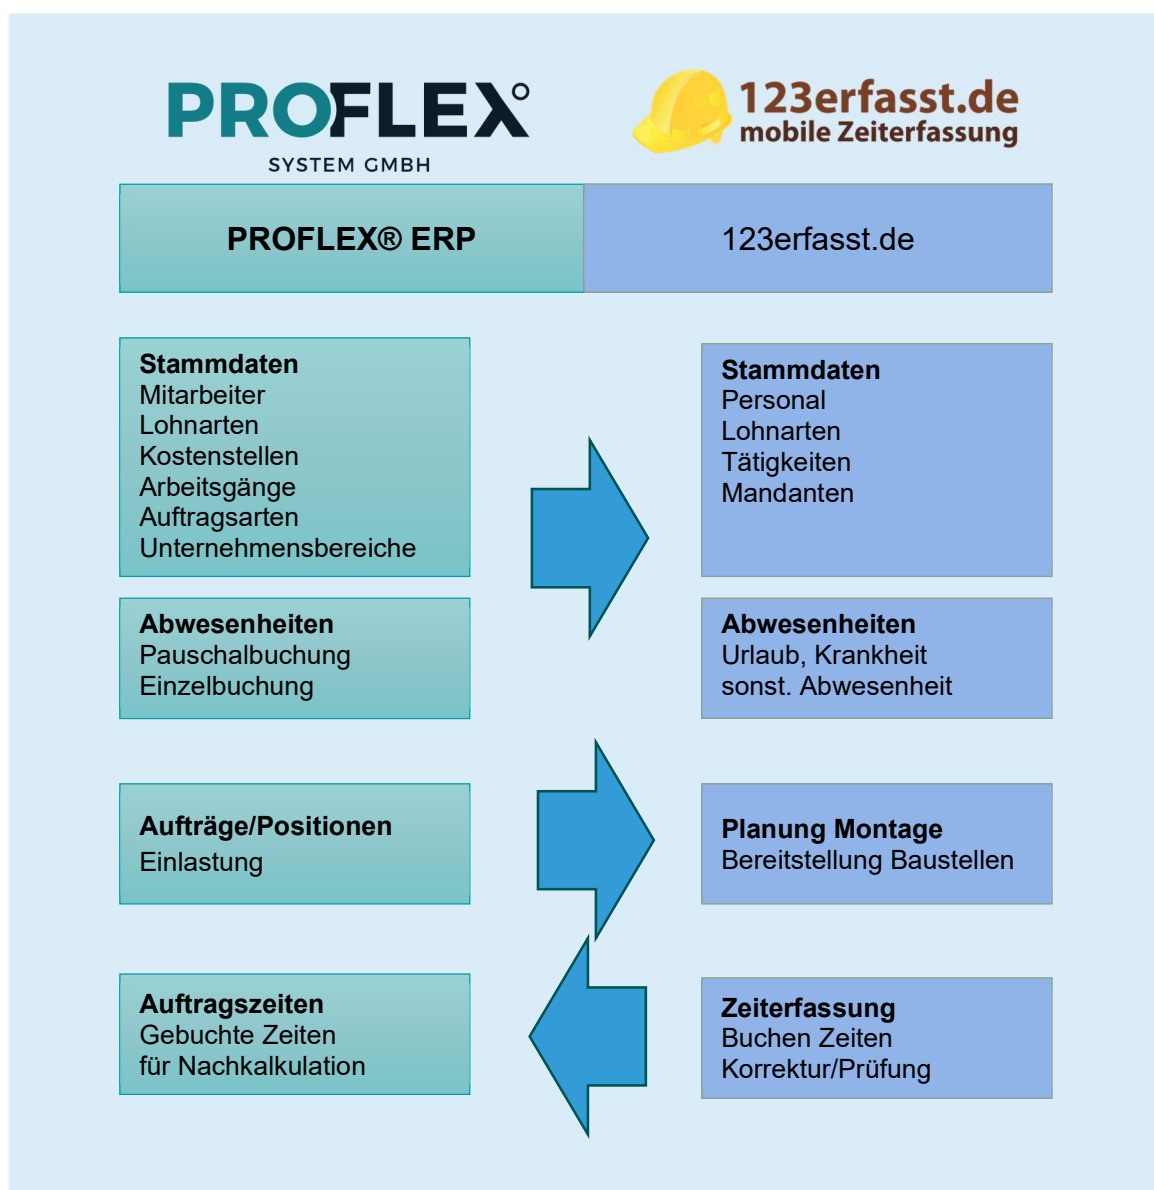 PROFLEX
SYSTEM GMBH
123erfasst.de
mobile Zeiterfassung
PROFLEX® ERP
123erfasst.de
Stammdaten
Mitarbeiter
Lohnarten
Kostenstellen
Arbeitsgänge
Auftragsarten
Unternehmensbereiche
Stammdaten
Personal
Lohnarten
Tätigkeiten
Mandanten
Abwesenheiten
Pauschalbuchung
Einzelbuchung
Abwesenheiten
Urlaub, Krankheit
sonst. Abwesenheit
Aufträge/Positionen
Einlastung
Planung Montage
Bereitstellung Baustellen
Auftragszeiten
Gebuchte Zeiten
für Nachkalkulation
Zeiterfassung
Buchen Zeiten
Korrektur/Prüfung